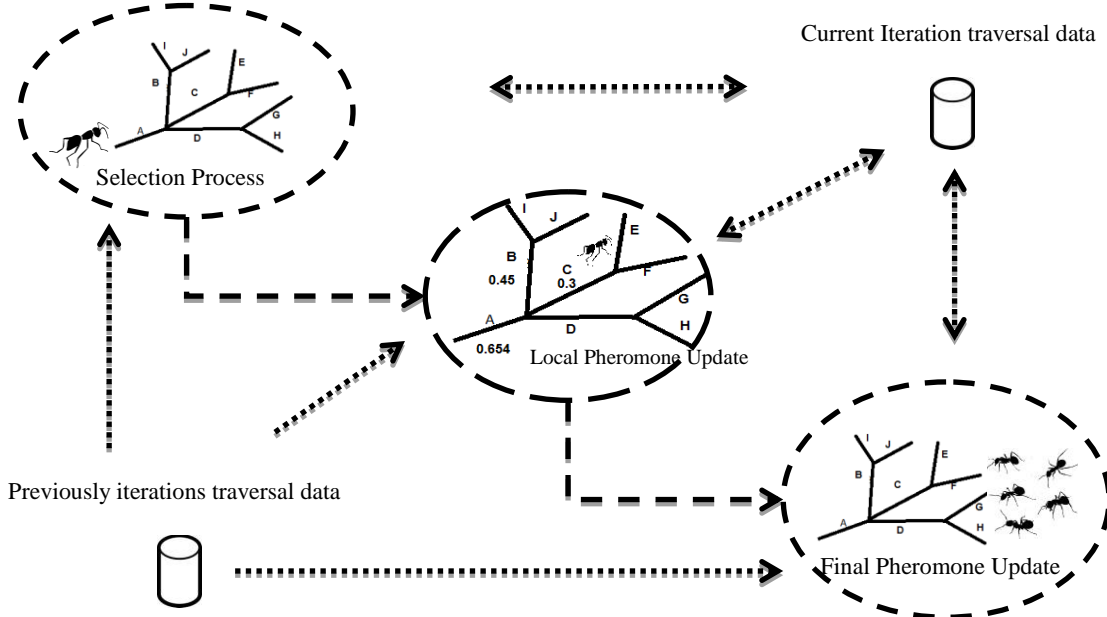 Current Iteration traversal data
I
J
E
B
C
F
G
A
D
H
Selection Process
I
J
E
B
C
F
0.45
0.3
G
A
D
H
0.654
Local Pheromone Update
I
J
E
B
C
F
G
A
D
H
Final Pheromone Update
Previously iterations traversal data